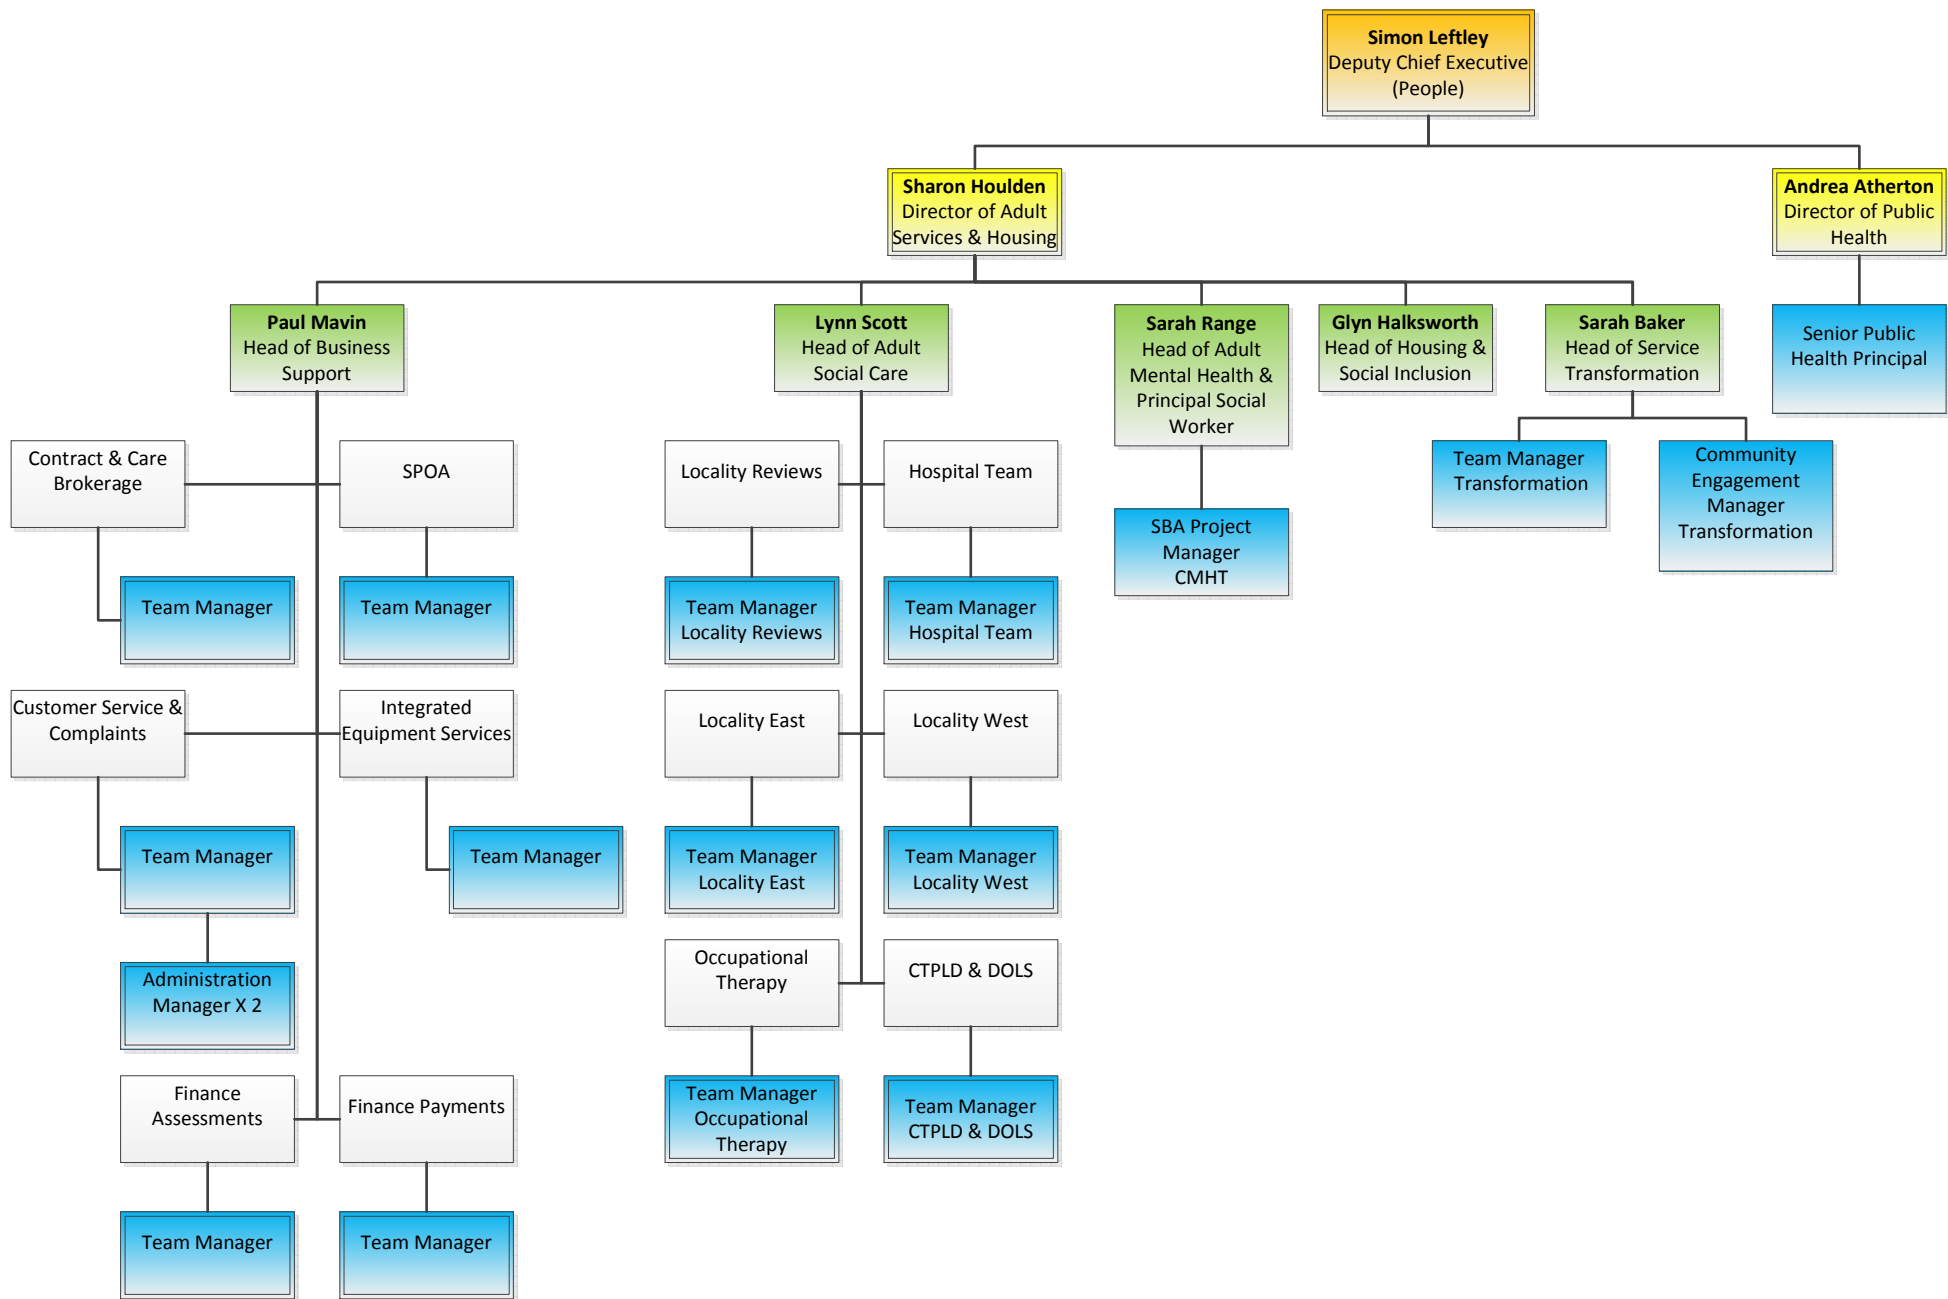 Simon Leftley
Deputy Chief Executive
(People)
Sharon Houlden
Director of Adult
Services & Housing
Andrea Atherton
Director of Public
Health
Paul Mavin
Head of Business
Support
Lynn Scott
Head of Adult
Social Care
Sarah Range
Head of Adult
Mental Health &
Principal Social
Worker
Glyn Halksworth
Head of Housing &
Social Inclusion
Sarah Baker
Head of Service
Transformation
Senior Public
Health Principal
Contract & Care
Brokerage
SPOA
Locality Reviews
Hospital Team
Team Manager
Transformation
Community
Engagement
Manager
Transformation
SBA Project
Manager
CMHT
Team Manager
Team Manager
Team Manager
Locality Reviews
Team Manager
Hospital Team
Customer Service &
Complaints
Integrated
Equipment Services
Locality East
Locality West
Team Manager
Team Manager
Team Manager
Locality East
Team Manager
Locality West
Administration
Manager X 2
Occupational
Therapy
CTPLD & DOLS
Finance
Assessments
Finance Payments
Team Manager
Occupational
Therapy
Team Manager
CTPLD & DOLS
Team Manager
Team Manager